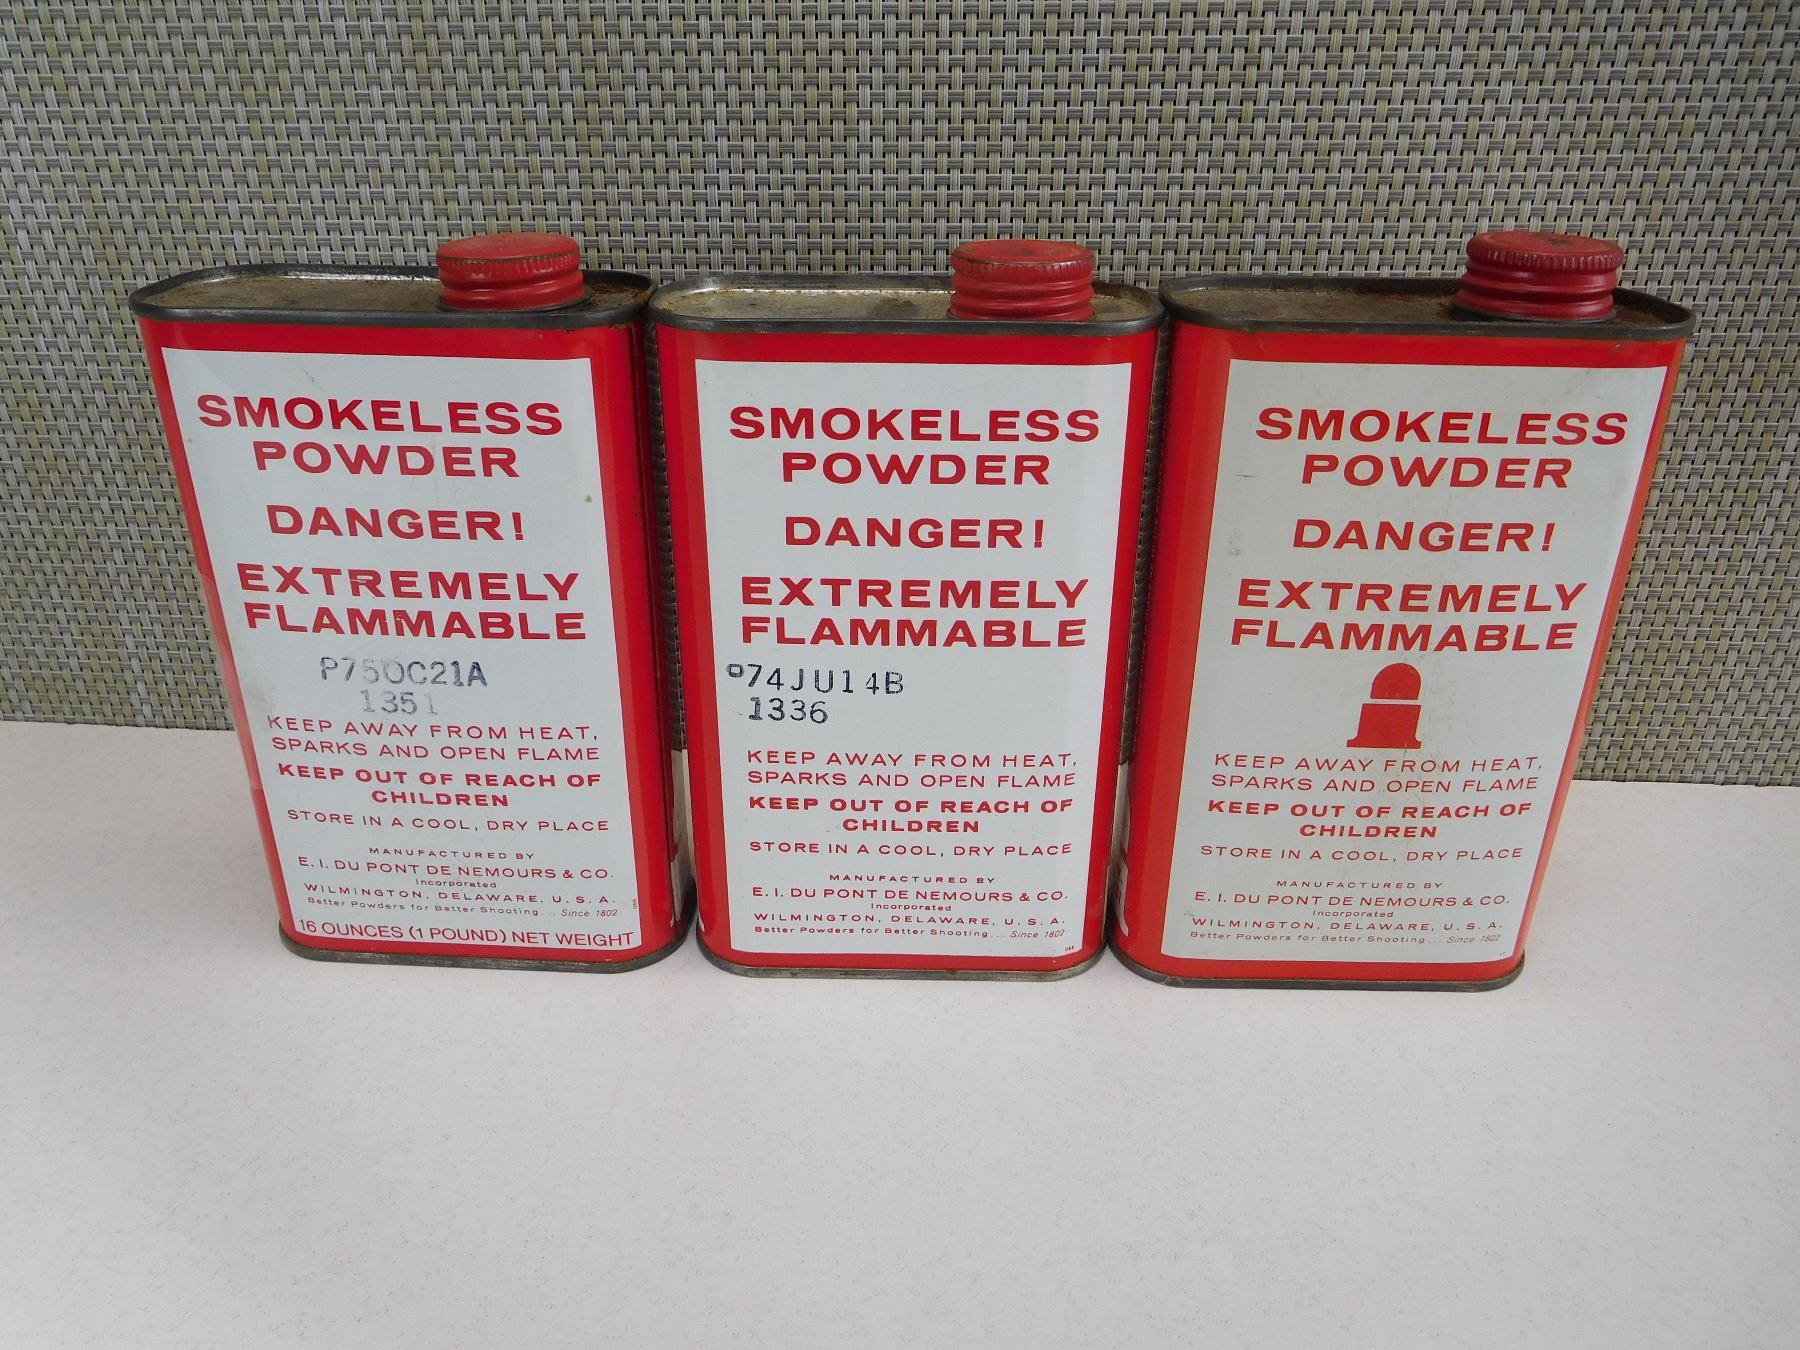 SMOKELESS
POWDER
DANGER!
EXTREMELY
FLAMMABLE
P75OC21A
1351
KEEP AWAY FROM HEAT,
SPARKS AND OPEN FLAME
KEEP OUT OF REACH OF
CHILDREN
STORE IN A COOL, DRY PLACE
MANUFACTURED BY
E. I. DU PONT DE NEMOURS & CO.
Incorporated
WILMINGTON, DELAWARE, U. S. A.
Better Powders for Better Shooting... Since 1802
16 OUNCES (1 POUND) NET WEIGHT
SMOKELESS
POWDER
DANGER!
EXTREMELY
FLAMMABLE
P74JU14B
1336
KEEP AWAY FROM HEAT,
SPARKS AND OPEN FLAME
KEEP OUT OF REACH OF
CHILDREN
STORE IN A COOL, DRY PLACE
MANUFACTURED BY
E. I. DU PONT DE NEMOURS & CO.
Incorporated
WILMINGTON, DELAWARE, U. S. A.
Better Powders for Better Shooting... Since 1802
SMOKELESS
POWDER
DANGER!
EXTREMELY
FLAMMABLE
KEEP AWAY FROM HEAT,
SPARKS AND OPEN FLAME
KEEP OUT OF REACH OF
CHILDREN
STORE IN A COOL, DRY PLACE
MANUFACTURED BY
E. I. DU PONT DE NEMOURS & CO.
Incorporated
WILMINGTON, DELAWARE, U. S. A.
Better Powders for Better Shooting... Since 1802